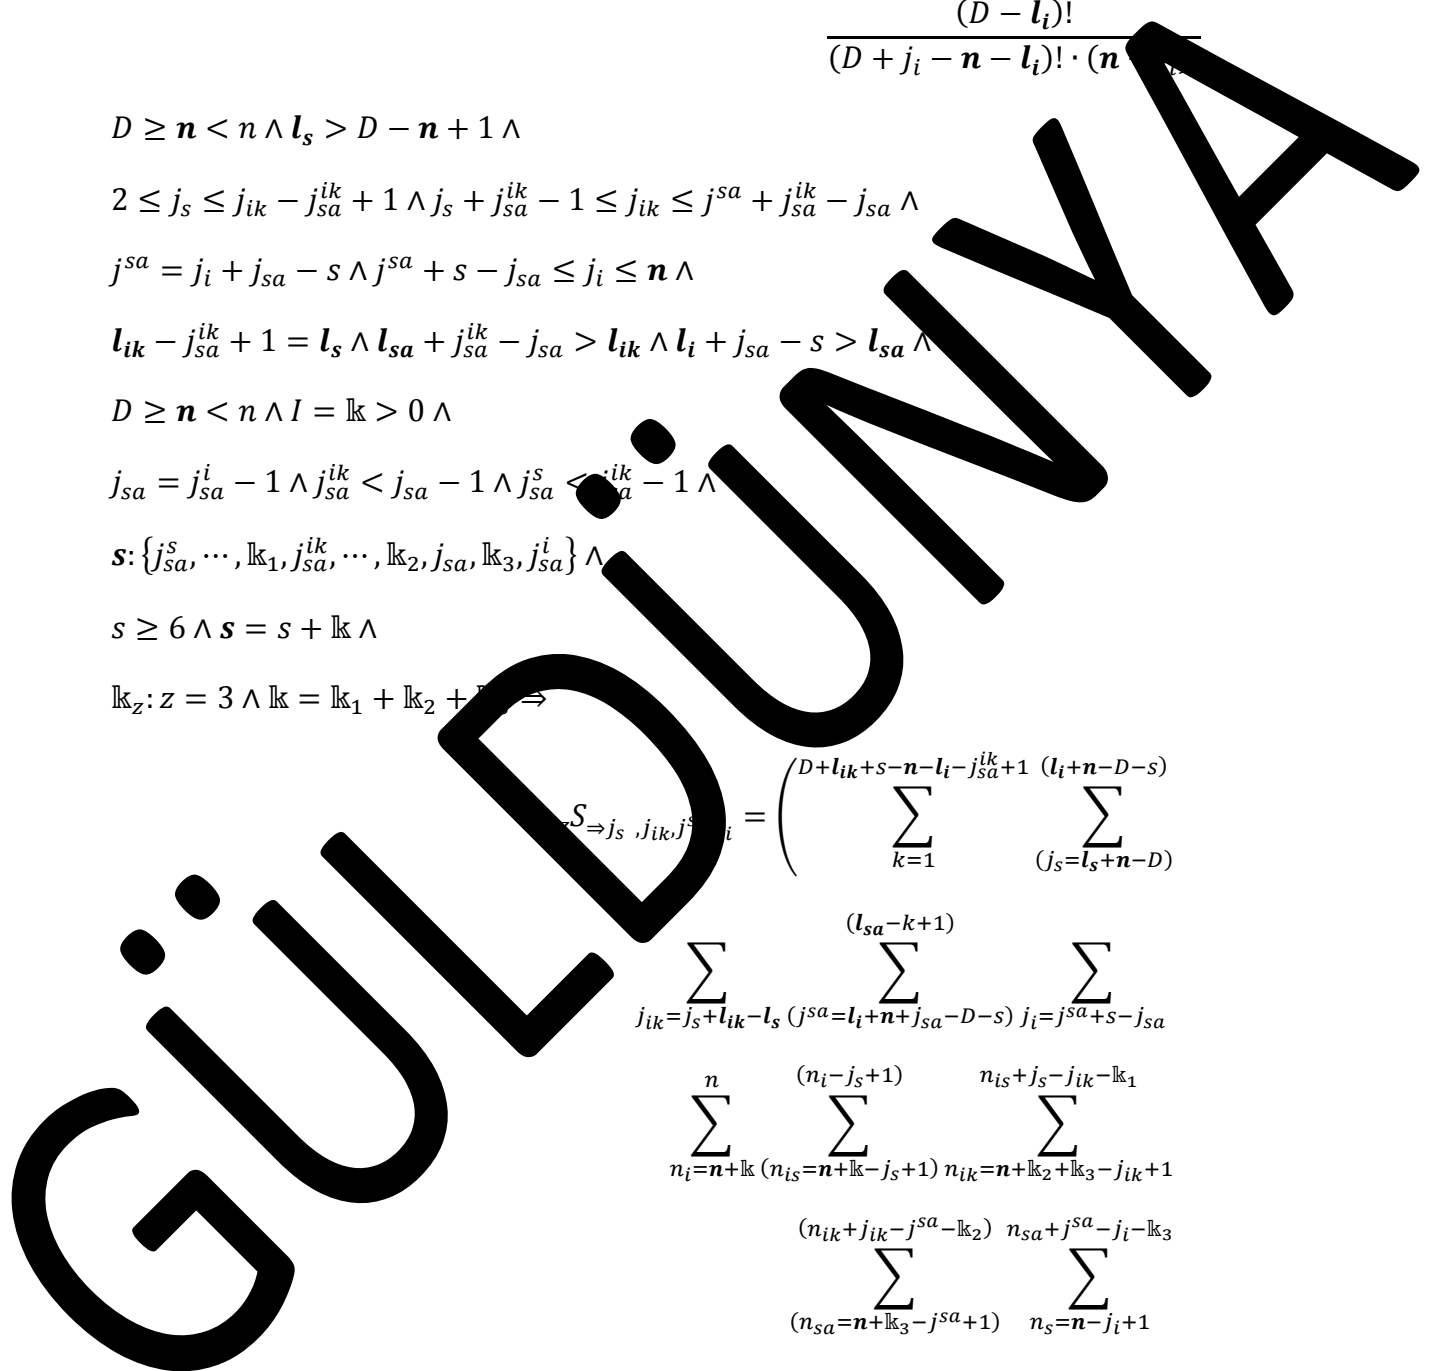 (D − l_i)!
(D + j_i − n − l_i)! · (n
D ≥ n < n ∧ l_s > D − n + 1 ∧
2 ≤ j_s ≤ j_ik − j_sa^ik + 1 ∧ j_s + j_sa^ik − 1 ≤ j_ik ≤ j^sa + j_sa^ik − j_sa ∧
j^sa = j_i + j_sa − s ∧ j^sa + s − j_sa ≤ j_i ≤ n ∧
l_ik − j_sa^ik + 1 = l_s ∧ l_sa + j_sa^ik − j_sa > l_ik ∧ l_i + j_sa − s > l_sa ∧
D ≥ n < n ∧ I = 𝕜 > 0 ∧
j_sa = j_sa^i − 1 ∧ j_sa^ik < j_sa − 1 ∧ j_sa^s < j_sa^ik − 1 ∧
s: {j_sa^s, ⋯ , 𝕜_1, j_sa^ik, ⋯ , 𝕜_2, j_sa, 𝕜_3, j_sa^i} ∧
s ≥ 6 ∧ s = s + 𝕜 ∧
𝕜_z: z = 3 ∧ 𝕜 = 𝕜_1 + 𝕜_2 + ⇒
D+l_ik+s−n−l_i−j_sa^ik+1 (l_i+n−D−s)
S_⇒j_s ,j_ik,j^s i = ( ∑ ∑
k=1 (j_s=l_s+n−D)
(l_sa−k+1)
∑ ∑ ∑
j_ik=j_s+l_ik−l_s (j^sa=l_i+n+j_sa−D−s) j_i=j^sa+s−j_sa
n (n_i−j_s+1) n_is+j_s−j_ik−𝕜_1
∑ ∑ ∑
n_i=n+𝕜 (n_is=n+𝕜−j_s+1) n_ik=n+𝕜_2+𝕜_3−j_ik+1
(n_ik+j_ik−j^sa−𝕜_2) n_sa+j^sa−j_i−𝕜_3
∑ ∑
(n_sa=n+𝕜_3−j^sa+1) n_s=n−j_i+1
GÜLDÜNYA